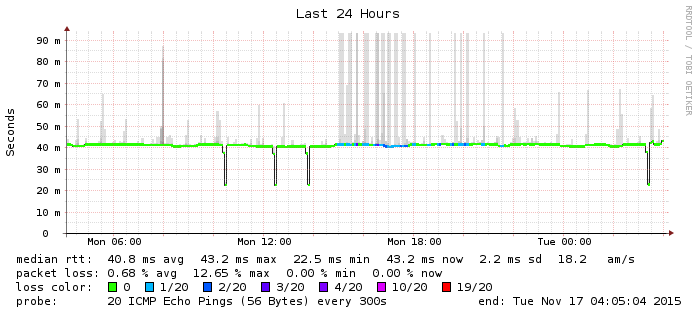 Last 24 Hours
RRDTOOL / TOBI OETIKER
Seconds
90 m
80 m
70 m
60 m
50 m
40 m
30 m
20 m
10 m
0
Mon 06:00 Mon 12:00 Mon 18:00 Tue 00:00
median rtt: 40.8 ms avg 43.2 ms max 22.5 ms min 43.2 ms now 2.2 ms sd 18.2 am/s
packet loss: 0.68 % avg 12.65 % max 0.00 % min 0.00 % now
loss color: 0 1/20 2/20 3/20 4/20 10/20 19/20
probe: 20 ICMP Echo Pings (56 Bytes) every 300s end: Tue Nov 17 04:05:04 2015